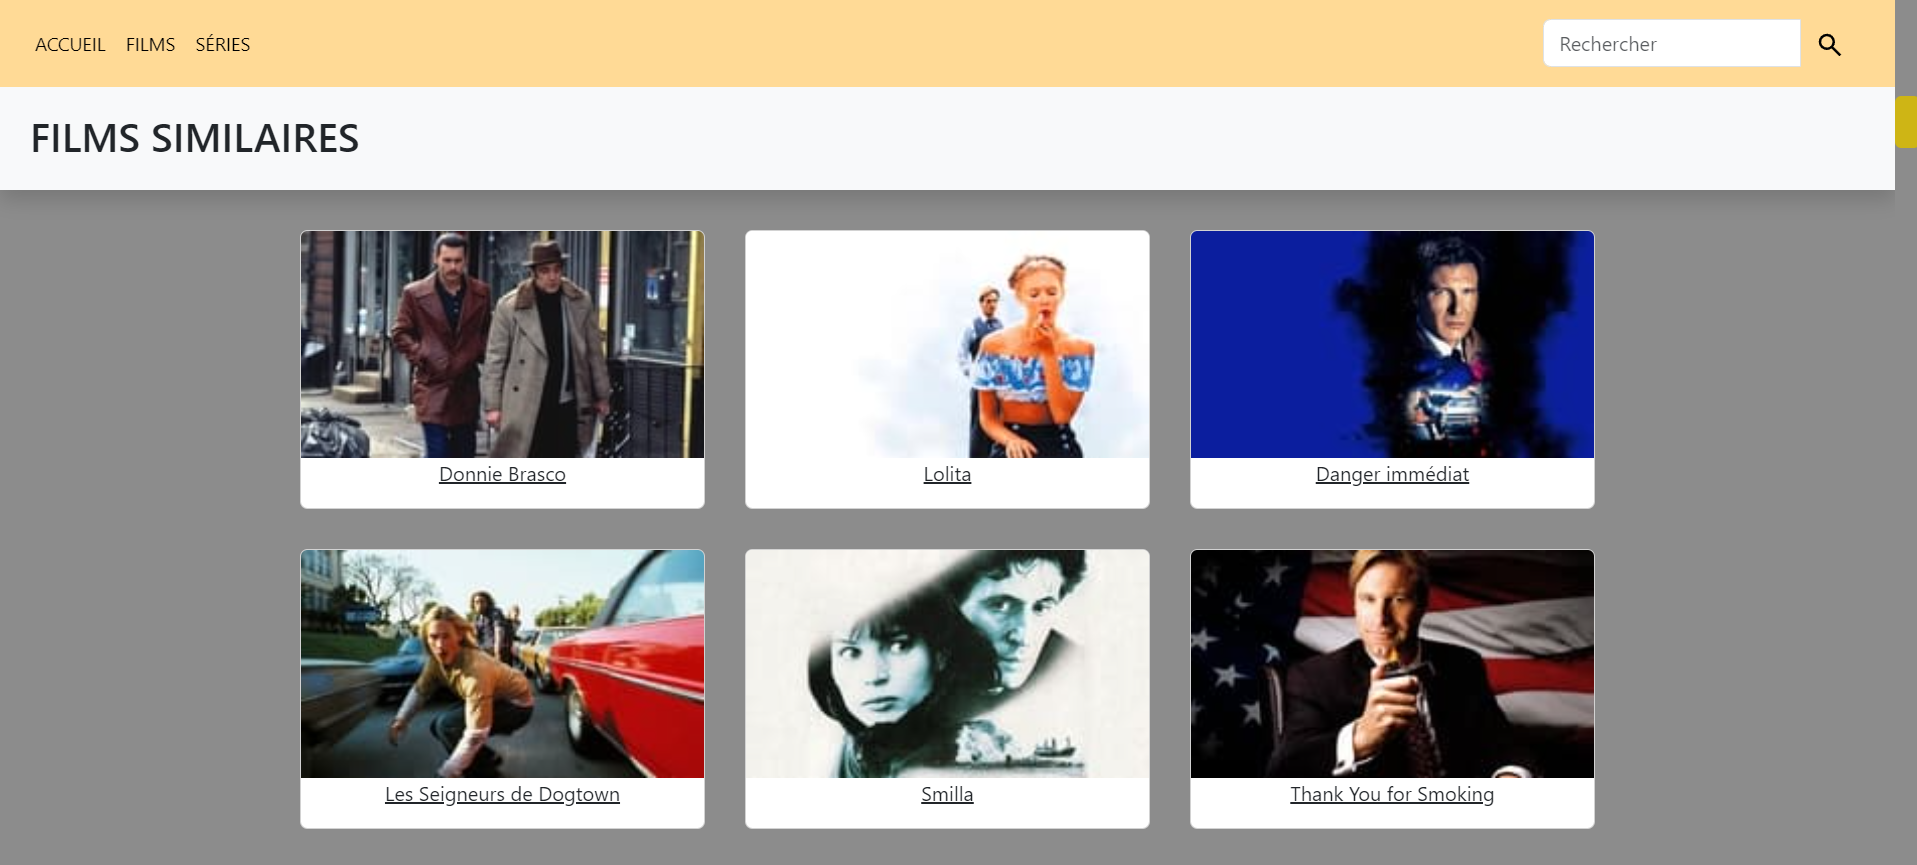 ACCUEIL FILMS SÉRIES Rechercher
FILMS SIMILAIRES
Donnie Brasco Lolita Danger immédiat
Les Seigneurs de Dogtown Smilla Thank You for Smoking